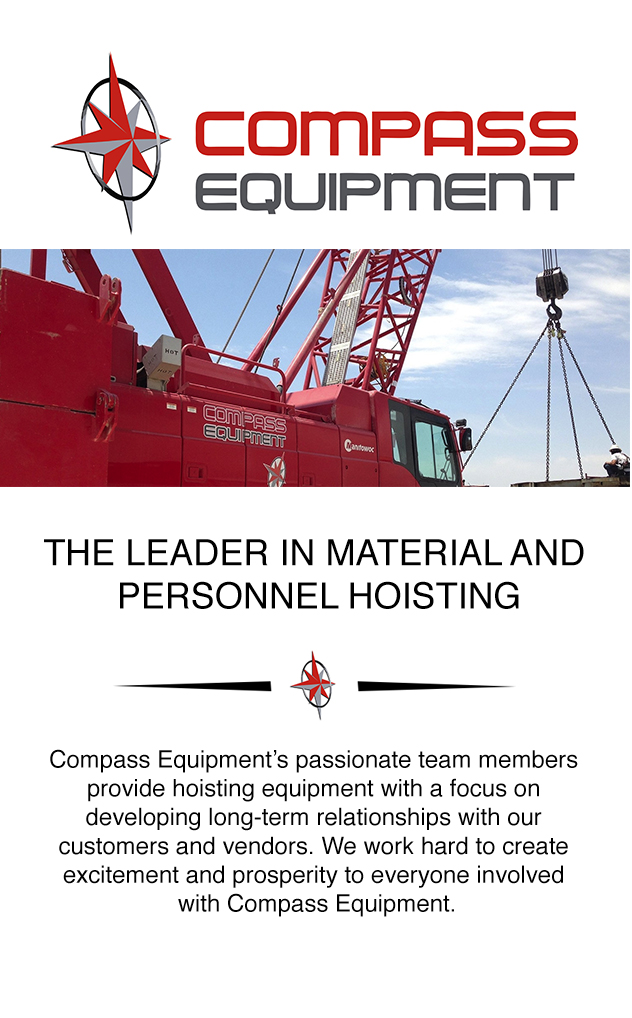 COMPASS
EQUIPMENT
HOT
COMPASS
EQUIPMENT
Manitowoc
THE LEADER IN MATERIAL AND
PERSONNEL HOISTING
Compass Equipment’s passionate team members
provide hoisting equipment with a focus on
developing long-term relationships with our
customers and vendors. We work hard to create
excitement and prosperity to everyone involved
with Compass Equipment.